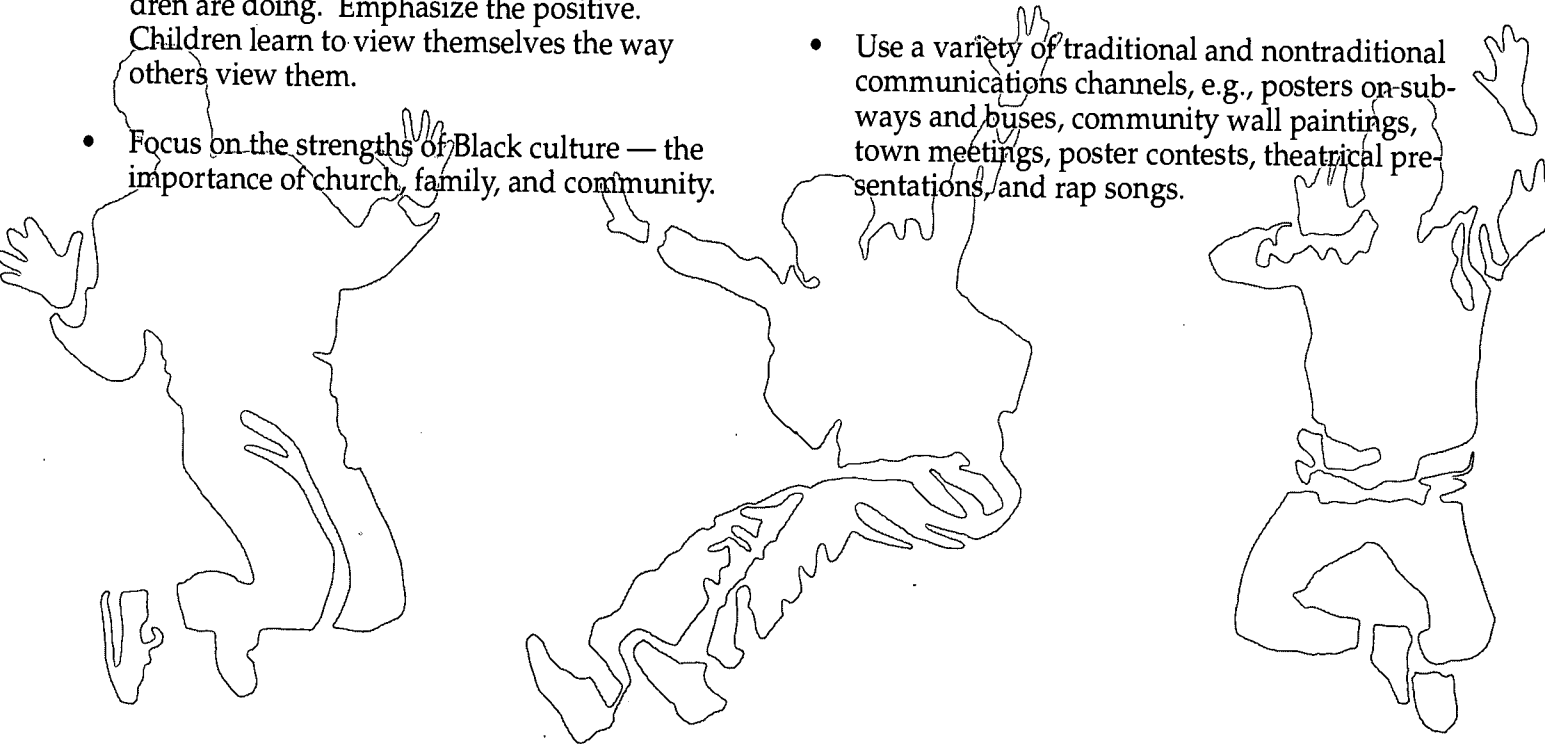 dren are doing. Emphasize the positive.
Children learn to view themselves the way
others view them.
• Focus on the strengths of Black culture — the
importance of church, family, and community.
• Use a variety of traditional and nontraditional
communications channels, e.g., posters on sub-
ways and buses, community wall paintings,
town meetings, poster contests, theatrical pre-
sentations, and rap songs.